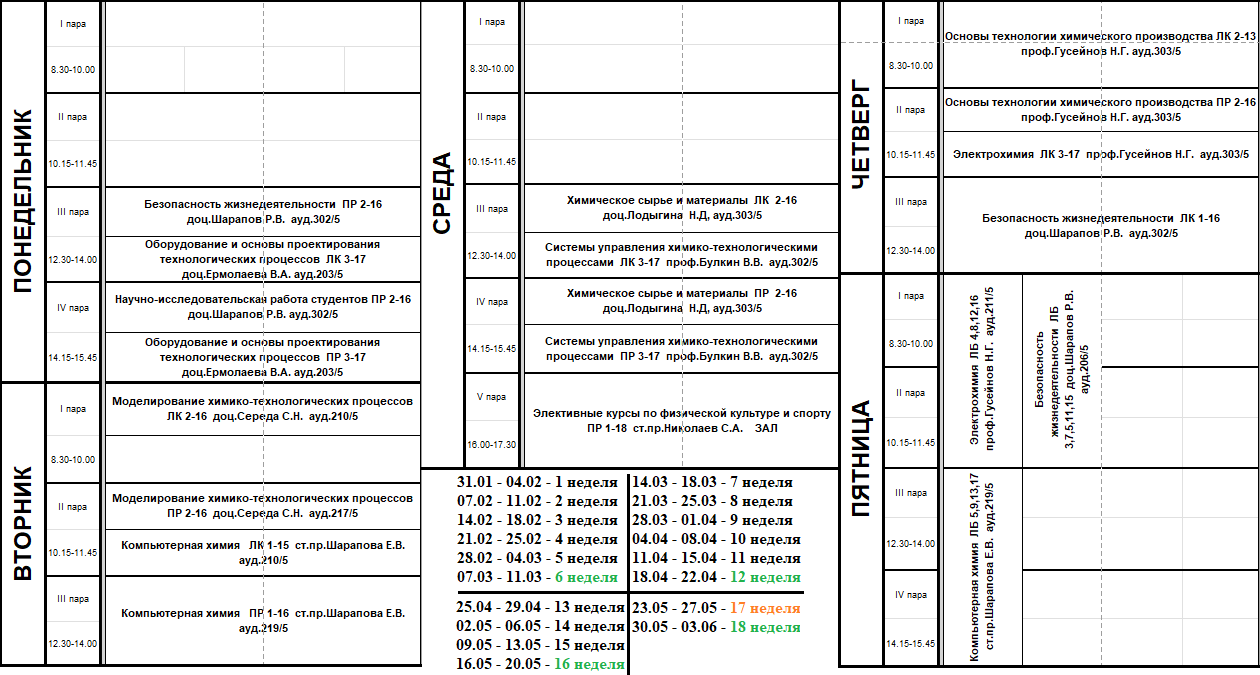 ПОНЕДЕЛЬНИК
I пара
8.30-10.00
II пара
10.15-11.45
III пара
12.30-14.00
Безопасность жизнедеятельности ПР 2-16
доц.Шарапов Р.В. ауд.302/5
Оборудование и основы проектирования
технологических процессов ЛК 3-17
доц.Ермолаева В.А. ауд.203/5
IV пара
14.15-15.45
Научно-исследовательская работа студентов ПР 2-16
доц.Шарапов Р.В. ауд.302/5
Оборудование и основы проектирования
технологических процессов ПР 3-17
доц.Ермолаева В.А. ауд.203/5
ВТОРНИК
I пара
8.30-10.00
Моделирование химико-технологических процессов
ЛК 2-16 доц.Середа С.Н. ауд.210/5
II пара
10.15-11.45
Моделирование химико-технологических процессов
ПР 2-16 доц.Середа С.Н. ауд.217/5
Компьютерная химия ЛК 1-15 ст.пр.Шарапова Е.В.
ауд.210/5
III пара
12.30-14.00
Компьютерная химия ПР 1-16 ст.пр.Шарапова Е.В.
ауд.219/5
СРЕДА
I пара
8.30-10.00
II пара
10.15-11.45
III пара
12.30-14.00
Химическое сырье и материалы ЛК 2-16
доц.Лодыгина Н.Д, ауд.303/5
Системы управления химико-технологическими
процессами ЛК 3-17 проф.Булкин В.В. ауд.302/5
IV пара
14.15-15.45
Химическое сырье и материалы ПР 2-16
доц.Лодыгина Н.Д, ауд.303/5
Системы управления химико-технологическими
процессами ПР 3-17 проф.Булкин В.В. ауд.302/5
V пара
16.00-17.30
Элективные курсы по физической культуре и спорту
ПР 1-18 ст.пр.Николаев С.А. ЗАЛ
31.01 - 04.02 - 1 неделя
07.02 - 11.02 - 2 неделя
14.02 - 18.02 - 3 неделя
21.02 - 25.02 - 4 неделя
28.02 - 04.03 - 5 неделя
07.03 - 11.03 - 6 неделя
14.03 - 18.03 - 7 неделя
21.03 - 25.03 - 8 неделя
28.03 - 01.04 - 9 неделя
04.04 - 08.04 - 10 неделя
11.04 - 15.04 - 11 неделя
18.04 - 22.04 - 12 неделя
25.04 - 29.04 - 13 неделя
02.05 - 06.05 - 14 неделя
09.05 - 13.05 - 15 неделя
16.05 - 20.05 - 16 неделя
23.05 - 27.05 - 17 неделя
30.05 - 03.06 - 18 неделя
ЧЕТВЕРГ
I пара
8.30-10.00
Основы технологии химического производства ЛК 2-13
проф.Гусейнов Н.Г. ауд.303/5
II пара
10.15-11.45
Основы технологии химического производства ПР 2-16
проф.Гусейнов Н.Г. ауд.303/5
Электрохимия ЛК 3-17 проф.Гусейнов Н.Г. ауд.303/5
III пара
12.30-14.00
Безопасность жизнедеятельности ЛК 1-16
доц.Шарапов Р.В. ауд.302/5
ПЯТНИЦА
I пара
8.30-10.00
II пара
10.15-11.45
Электрохимия ЛБ 4,8,12,16
проф.Гусейнов Н.Г. ауд.211/5
Безопасность
жизнедеятельности ЛБ
3,7,5,11,15 доц.Шарапов Р.В.
ауд.206/5
III пара
12.30-14.00
IV пара
14.15-15.45
Компьютерная химия ЛБ 5,9,13,17
ст.пр.Шарапова Е.В. ауд.219/5